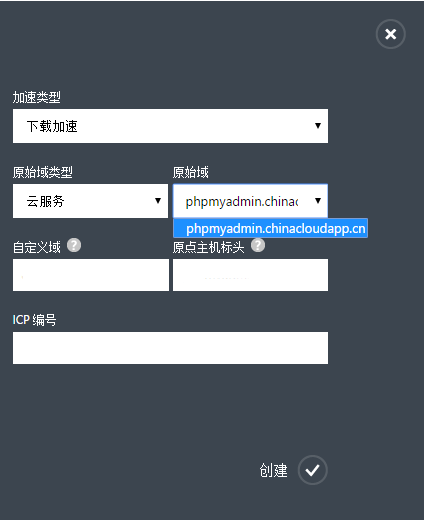 加速类型
下载加速
原始域类型 原始域
云服务 phpmyadmin.chinac
phpmyadmin.chinacloudapp.cn
自定义域 ? 原点主机标头 ?
ICP 编号
创建